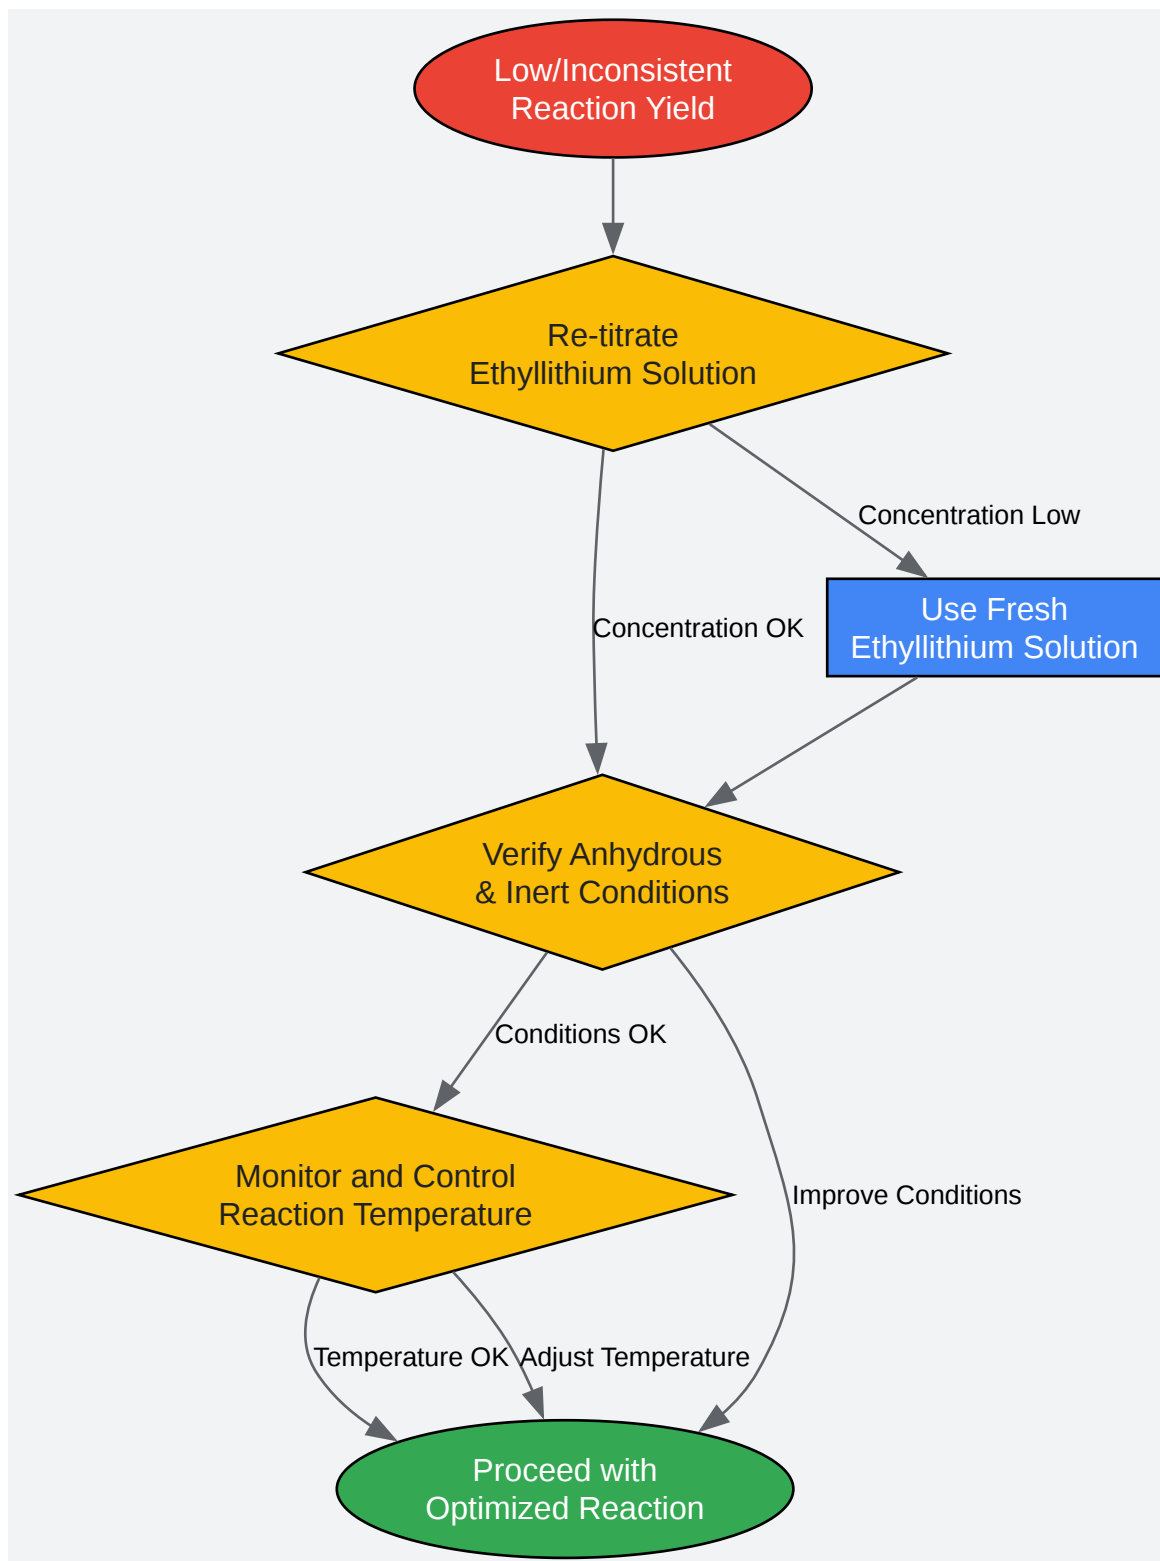 Low/Inconsistent
Reaction Yield
Re-titrate
Ethyllithium Solution
Concentration Low
Use Fresh
Ethyllithium Solution
Concentration OK
Verify Anhydrous
& Inert Conditions
Conditions OK
Monitor and Control
Reaction Temperature
Improve Conditions
Temperature OK
Adjust Temperature
Proceed with
Optimized Reaction